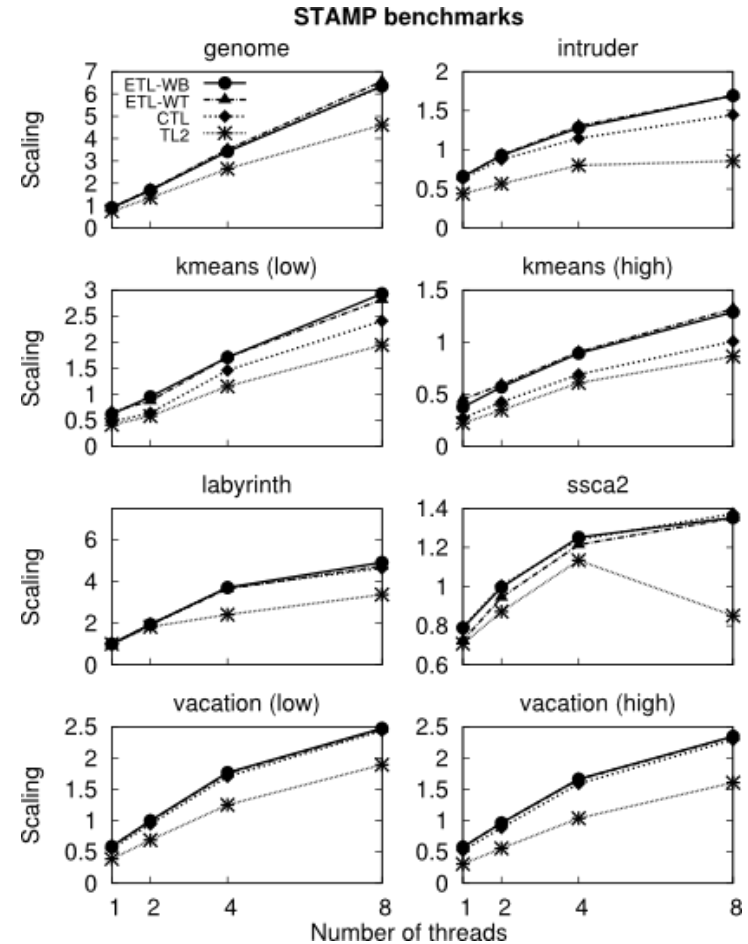 STAMP benchmarks
genome
intruder
7
6
5
4
3
2
1
0
ETL-WB
ETL-WT
CTL
TL2
Scaling
2
1.5
1
0.5
0
kmeans (low)
kmeans (high)
3
2.5
2
1.5
1
0.5
0
Scaling
1.5
1
0.5
0
labyrinth
ssca2
6
4
2
0
Scaling
1.4
1.2
1
0.8
0.6
vacation (low)
vacation (high)
2.5
2
1.5
1
0.5
0
Scaling
2.5
2
1.5
1
0.5
0
1 2 4 8
1 2 4 8
Number of threads